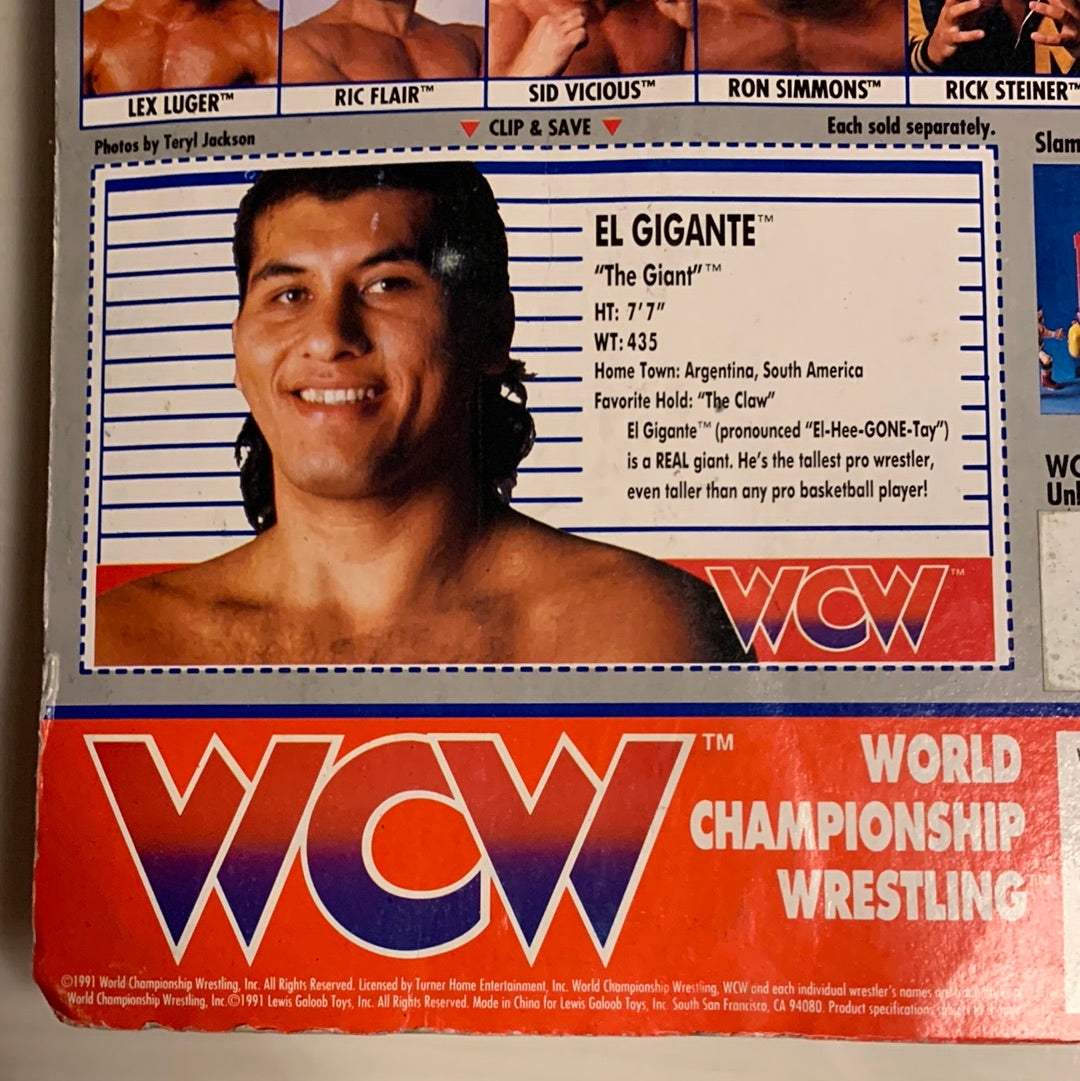 LEX LUGER™
RIC FLAIR™
SID VICIOUS™
RON SIMMONS™
RICK STEINER™
Photos by Teryl Jackson
CLIP & SAVE
Each sold separately.
Slam
EL GIGANTE™
“The Giant”™
HT: 7’7”
WT: 435
Home Town: Argentina, South America
Favorite Hold: “The Claw”
El Gigante™ (pronounced “El-Hee-GONE-Tay”)
is a REAL giant. He’s the tallest pro wrestler,
even taller than any pro basketball player!
WCW™
WCW™
WORLD
CHAMPIONSHIP
WRESTLING
©1991 World Championship Wrestling, Inc. All Rights Reserved. Licensed by Turner Home Entertainment, Inc. World Championship Wrestling, WCW and each individual wrestler’s names
World Championship Wrestling, Inc. ©1991 Lewis Galoob Toys, Inc. All Rights Reserved. Made in China for Lewis Galoob Toys, Inc. South San Francisco, CA 94080. Product specifications